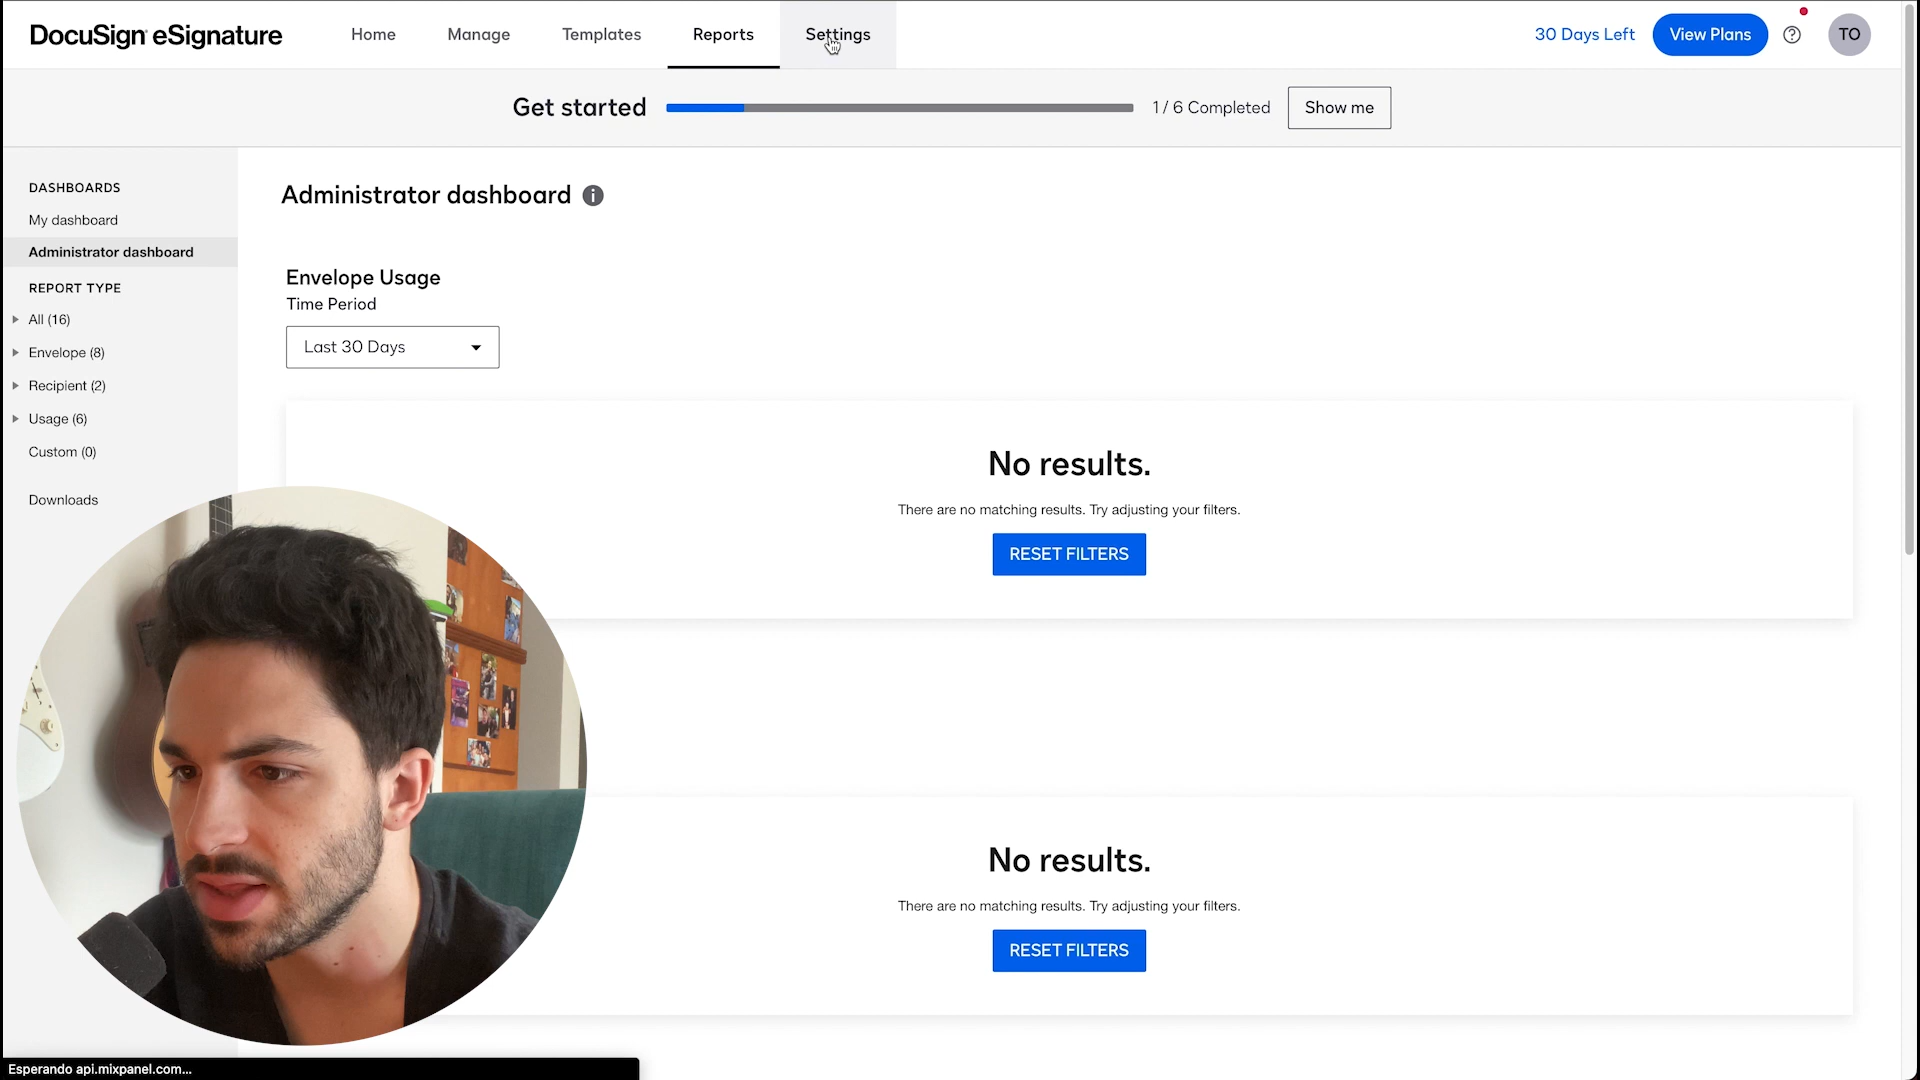 DocuSign eSignature
Home
Manage
Templates
Reports
Settings
30 Days Left
View Plans
TO
Get started
1 / 6 Completed
Show me
DASHBOARDS
My dashboard
Administrator dashboard
REPORT TYPE
All (16)
Envelope (8)
Recipient (2)
Usage (6)
Custom (0)
Downloads
Administrator dashboard
Envelope Usage
Time Period
Last 30 Days
No results.
There are no matching results. Try adjusting your filters.
RESET FILTERS
No results.
There are no matching results. Try adjusting your filters.
RESET FILTERS
Esperando api.mixpanel.com...